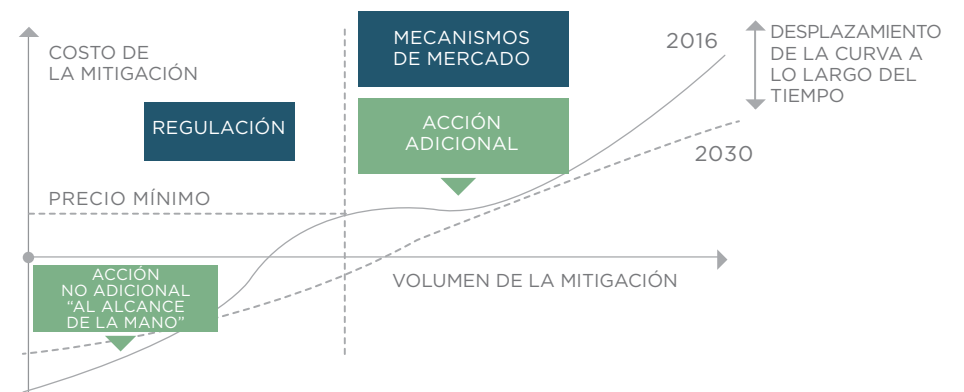 COSTO DE
LA MITIGACIÓN
REGULACIÓN
MECANISMOS
DE MERCADO
ACCIÓN
ADICIONAL
2016
DESPLAZAMIENTO
DE LA CURVA A
LO LARGO DEL
TIEMPO
2030
PRECIO MÍNIMO
ACCIÓN
NO ADICIONAL
“AL ALCANCE
DE LA MANO”
VOLUMEN DE LA MITIGACIÓN